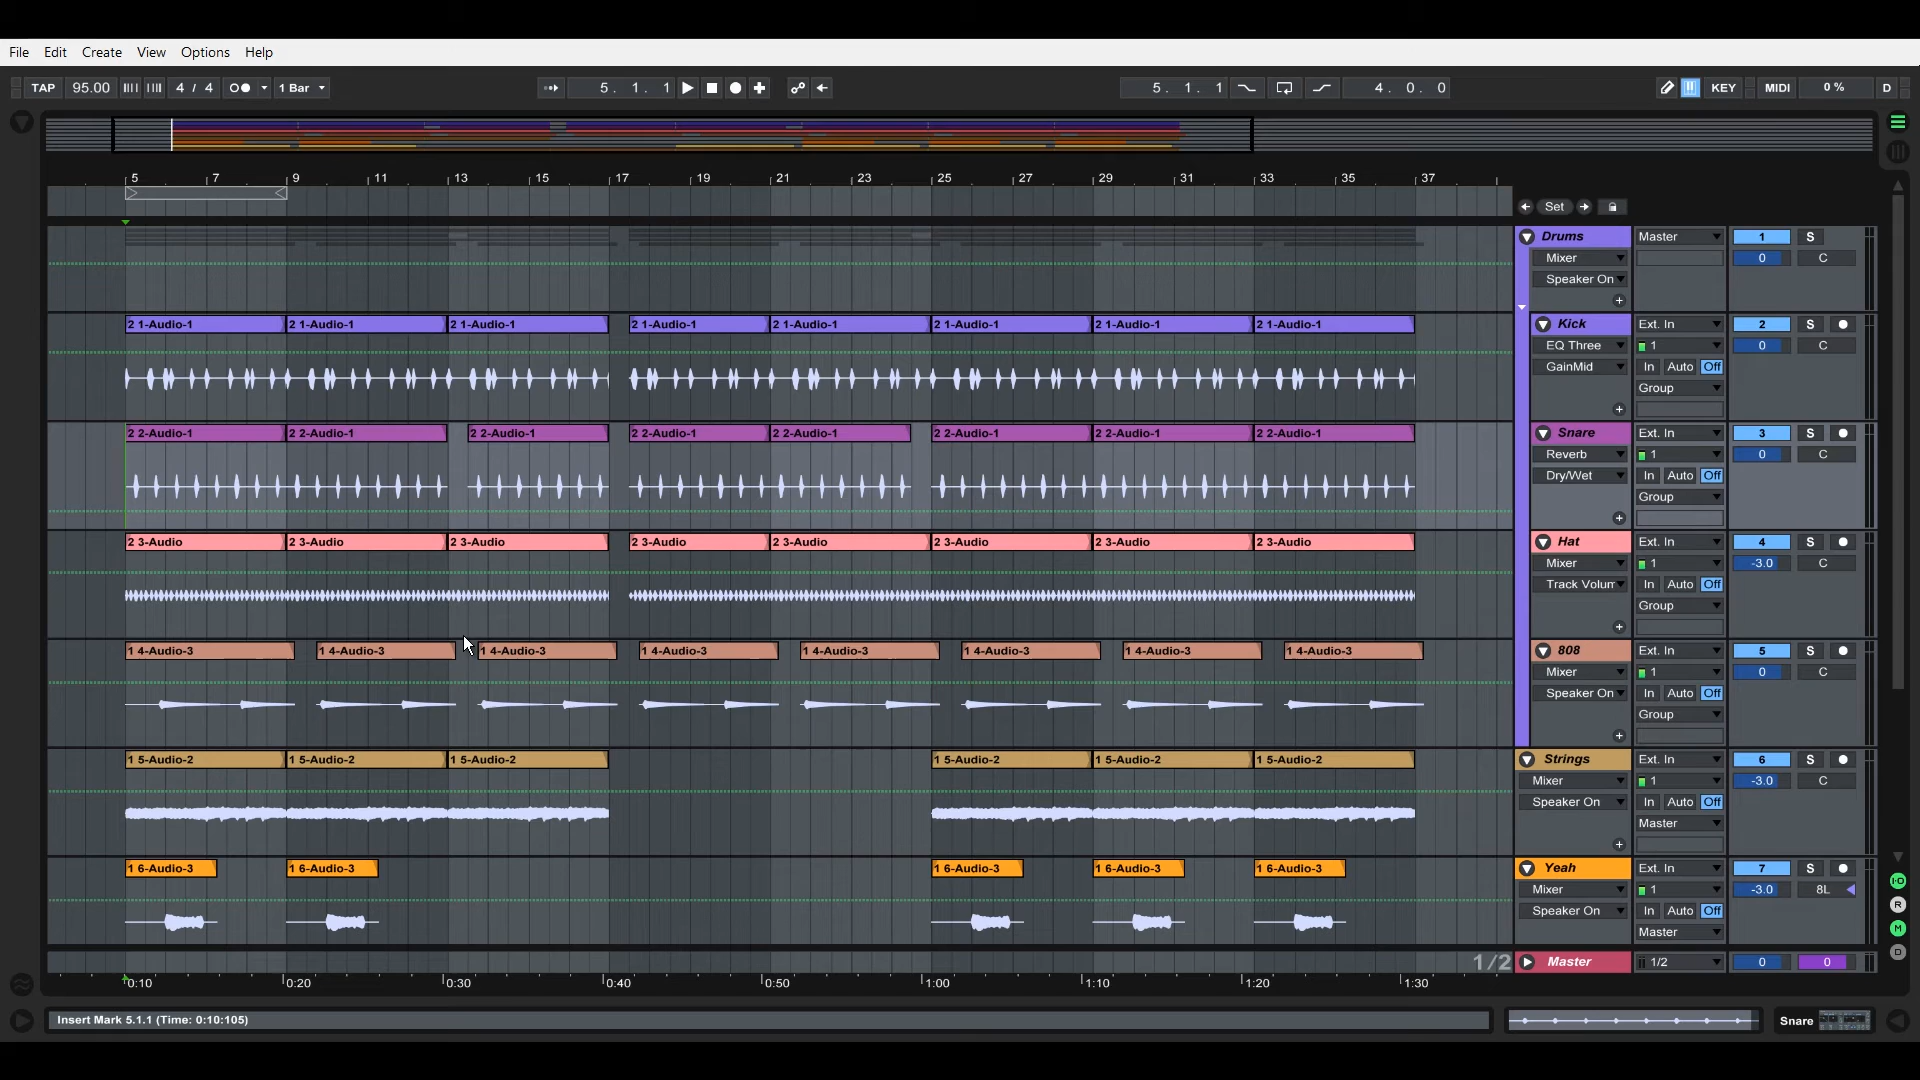 File Edit Create View Options Help
TAP 95.00 4 / 4 1 Bar 5. 1. 1 5. 1. 1 4. 0. 0 KEY MIDI 0 % D
5 7 9 11 13 15 17 19 21 23 25 27 29 31 33 35 37
Set
Drums Master 1 S
Mixer 0 C
Speaker On
2 1-Audio-1 2 1-Audio-1 2 1-Audio-1 2 1-Audio-1 2 1-Audio-1 2 1-Audio-1 2 1-Audio-1 2 1-Audio-1 Kick Ext. In 2 S
EQ Three 1 0 C
GainMid In Auto Off
Group
2 2-Audio-1 2 2-Audio-1 2 2-Audio-1 2 2-Audio-1 2 2-Audio-1 2 2-Audio-1 2 2-Audio-1 2 2-Audio-1 Snare Ext. In 3 S
Reverb 1 0 C
Dry/Wet In Auto Off
Group
2 3-Audio 2 3-Audio 2 3-Audio 2 3-Audio 2 3-Audio 2 3-Audio 2 3-Audio 2 3-Audio Hat Ext. In 4 S
Mixer 1 -3.0 C
Track Volum In Auto Off
Group
1 4-Audio-3 1 4-Audio-3 1 4-Audio-3 1 4-Audio-3 1 4-Audio-3 1 4-Audio-3 1 4-Audio-3 1 4-Audio-3 808 Ext. In 5 S
Mixer 1 0 C
Speaker On In Auto Off
Group
1 5-Audio-2 1 5-Audio-2 1 5-Audio-2 1 5-Audio-2 1 5-Audio-2 1 5-Audio-2 Strings Ext. In 6 S
Mixer 1 -3.0 C
Speaker On In Auto Off
Master
1 6-Audio-3 1 6-Audio-3 1 6-Audio-3 1 6-Audio-3 1 6-Audio-3 Yeah Ext. In 7 S
I·O
Mixer 1 -3.0 8L
R
Speaker On In Auto Off
M
Master
D
1/2 Master 1/2 0 0
0:10 0:20 0:30 0:40 0:50 1:00 1:10 1:20 1:30
Insert Mark 5.1.1 (Time: 0:10:105) Snare